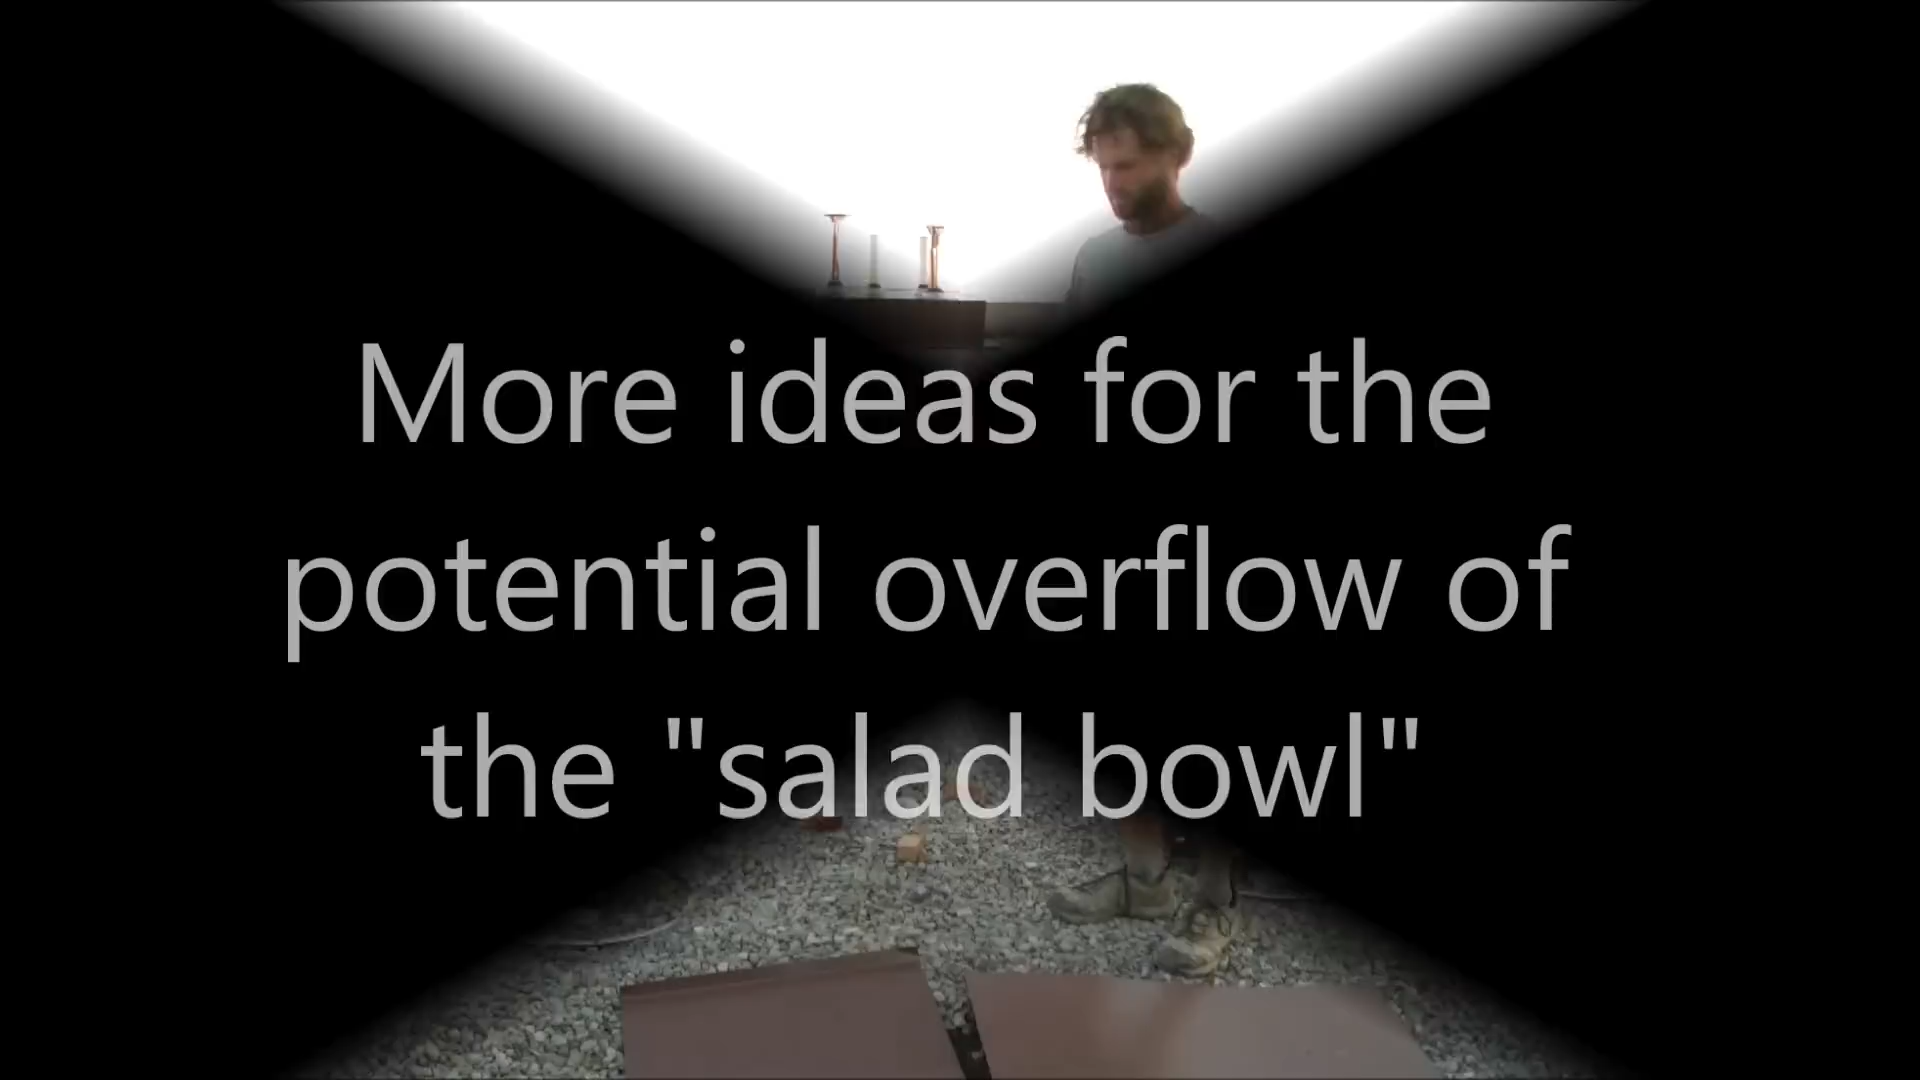 More ideas for the
potential overflow of
the "salad bowl"